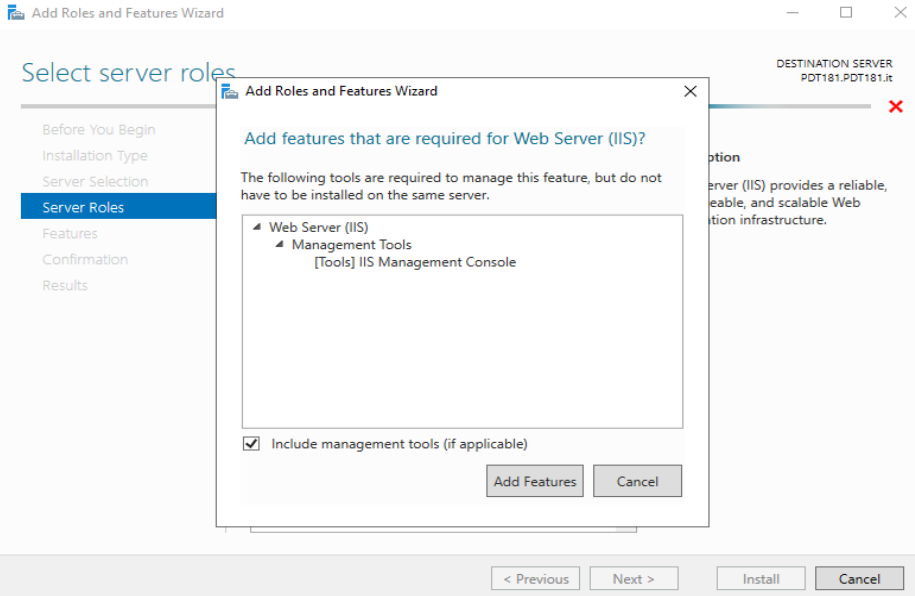 Add Roles and Features Wizard
Select server roles
DESTINATION SERVER
PDT181.PDT181.it
Before You Begin
Installation Type
Server Selection
Server Roles
Features
Confirmation
Results
Add Roles and Features Wizard
Add features that are required for Web Server (IIS)?
The following tools are required to manage this feature, but do not
have to be installed on the same server.
Web Server (IIS)
Management Tools
[Tools] IIS Management Console
Include management tools (if applicable)
Add Features
Cancel
(IIS) provides a reliable,
and scalable Web
infrastructure.
< Previous
Next >
Install
Cancel